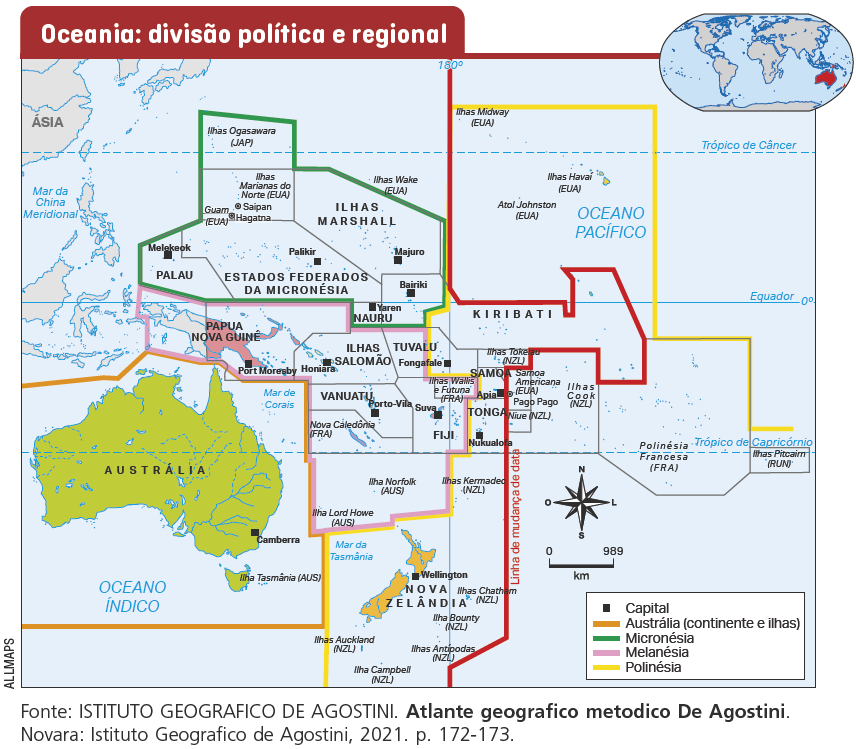 Oceania: divisão política e regional
180º
ÁSIA
Ilhas Ogasawara
(JAP)
Ilhas Midway
(EUA)
Trópico de Câncer
Ilhas
Marianas do
Norte (EUA)
Ilhas Wake
(EUA)
Ilhas Havaí
(EUA)
Mar da
China
Meridional
Saipan
Guam
(EUA)
Hagatna
ILHAS
MARSHALL
Atol Johnston
(EUA)
OCEANO
PACÍFICO
Melekeok
Palikir
Majuro
PALAU
ESTADOS FEDERADOS
DA MICRONÉSIA
Bairiki
Equador
0º
Yaren
NAURU
KIRIBATI
PAPUA
NOVA GUINÉ
ILHAS
SALOMÃO
TUVALU
Fongafale
Ilhas Tokelau
(NZL)
Port Moresby
Honiara
SAMOA
Samoa
Americana
(EUA)
Ilhas Wallis
e Futuna
(FRA)
Apia
Pago Pago
Ilhas
Cook
(NZL)
Mar de
Corais
VANUATU
Porto-Vila
Suva
TONGA
Niue (NZL)
Nova Caledônia
(FRA)
FIJI
Nukualofa
Trópico de Capricórnio
Polinésia
Francesa
(FRA)
Ilhas Pitcairn
(RUN)
AUSTRÁLIA
Ilha Norfolk
(AUS)
Ilhas Kermadec
(NZL)
Linha de mudança de data
Ilha Lord Howe
(AUS)
Camberra
Mar da
Tasmânia
N
O
L
S
0
989
km
OCEANO
ÍNDICO
Ilha Tasmânia (AUS)
Wellington
NOVA
ZELÂNDIA
Ilhas Chatham
(NZL)
Ilha Bounty
(NZL)
Ilhas Auckland
(NZL)
Ilhas Antípodas
(NZL)
Ilha Campbell
(NZL)
Capital
Austrália (continente e ilhas)
Micronésia
Melanésia
Polinésia
ALLMAPS
Fonte: ISTITUTO GEOGRAFICO DE AGOSTINI. Atlante geografico metodico De Agostini.
Novara: Istituto Geografico de Agostini, 2021. p. 172-173.